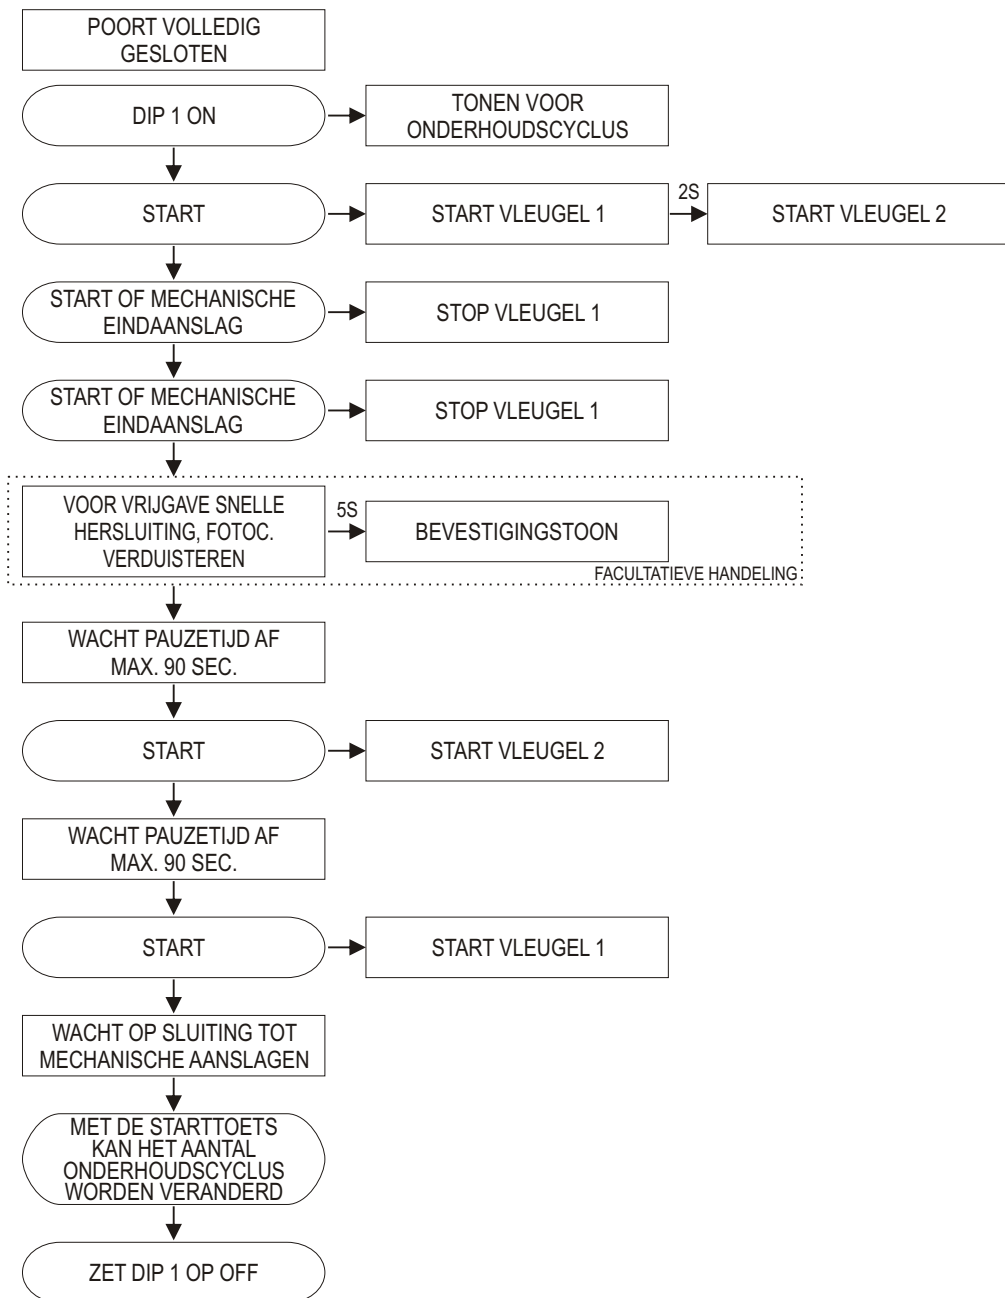 POORT VOLLEDIG
GESLOTEN
DIP 1 ON
TONEN VOOR
ONDERHOUDSCYCLUS
START
START VLEUGEL 1
2S
START VLEUGEL 2
START OF MECHANISCHE
EINDAANSLAG
STOP VLEUGEL 1
START OF MECHANISCHE
EINDAANSLAG
STOP VLEUGEL 1
VOOR VRIJGAVE SNELLE
HERSLUITING, FOTOC.
VERDUISTEREN
5S
BEVESTIGINGSTOON
FACULTATIEVE HANDELING
WACHT PAUZETIJD AF
MAX. 90 SEC.
START
START VLEUGEL 2
WACHT PAUZETIJD AF
MAX. 90 SEC.
START
START VLEUGEL 1
WACHT OP SLUITING TOT
MECHANISCHE AANSLAGEN
MET DE STARTTOETS
KAN HET AANTAL
ONDERHOUDSCYCLUS
WORDEN VERANDERD
ZET DIP 1 OP OFF